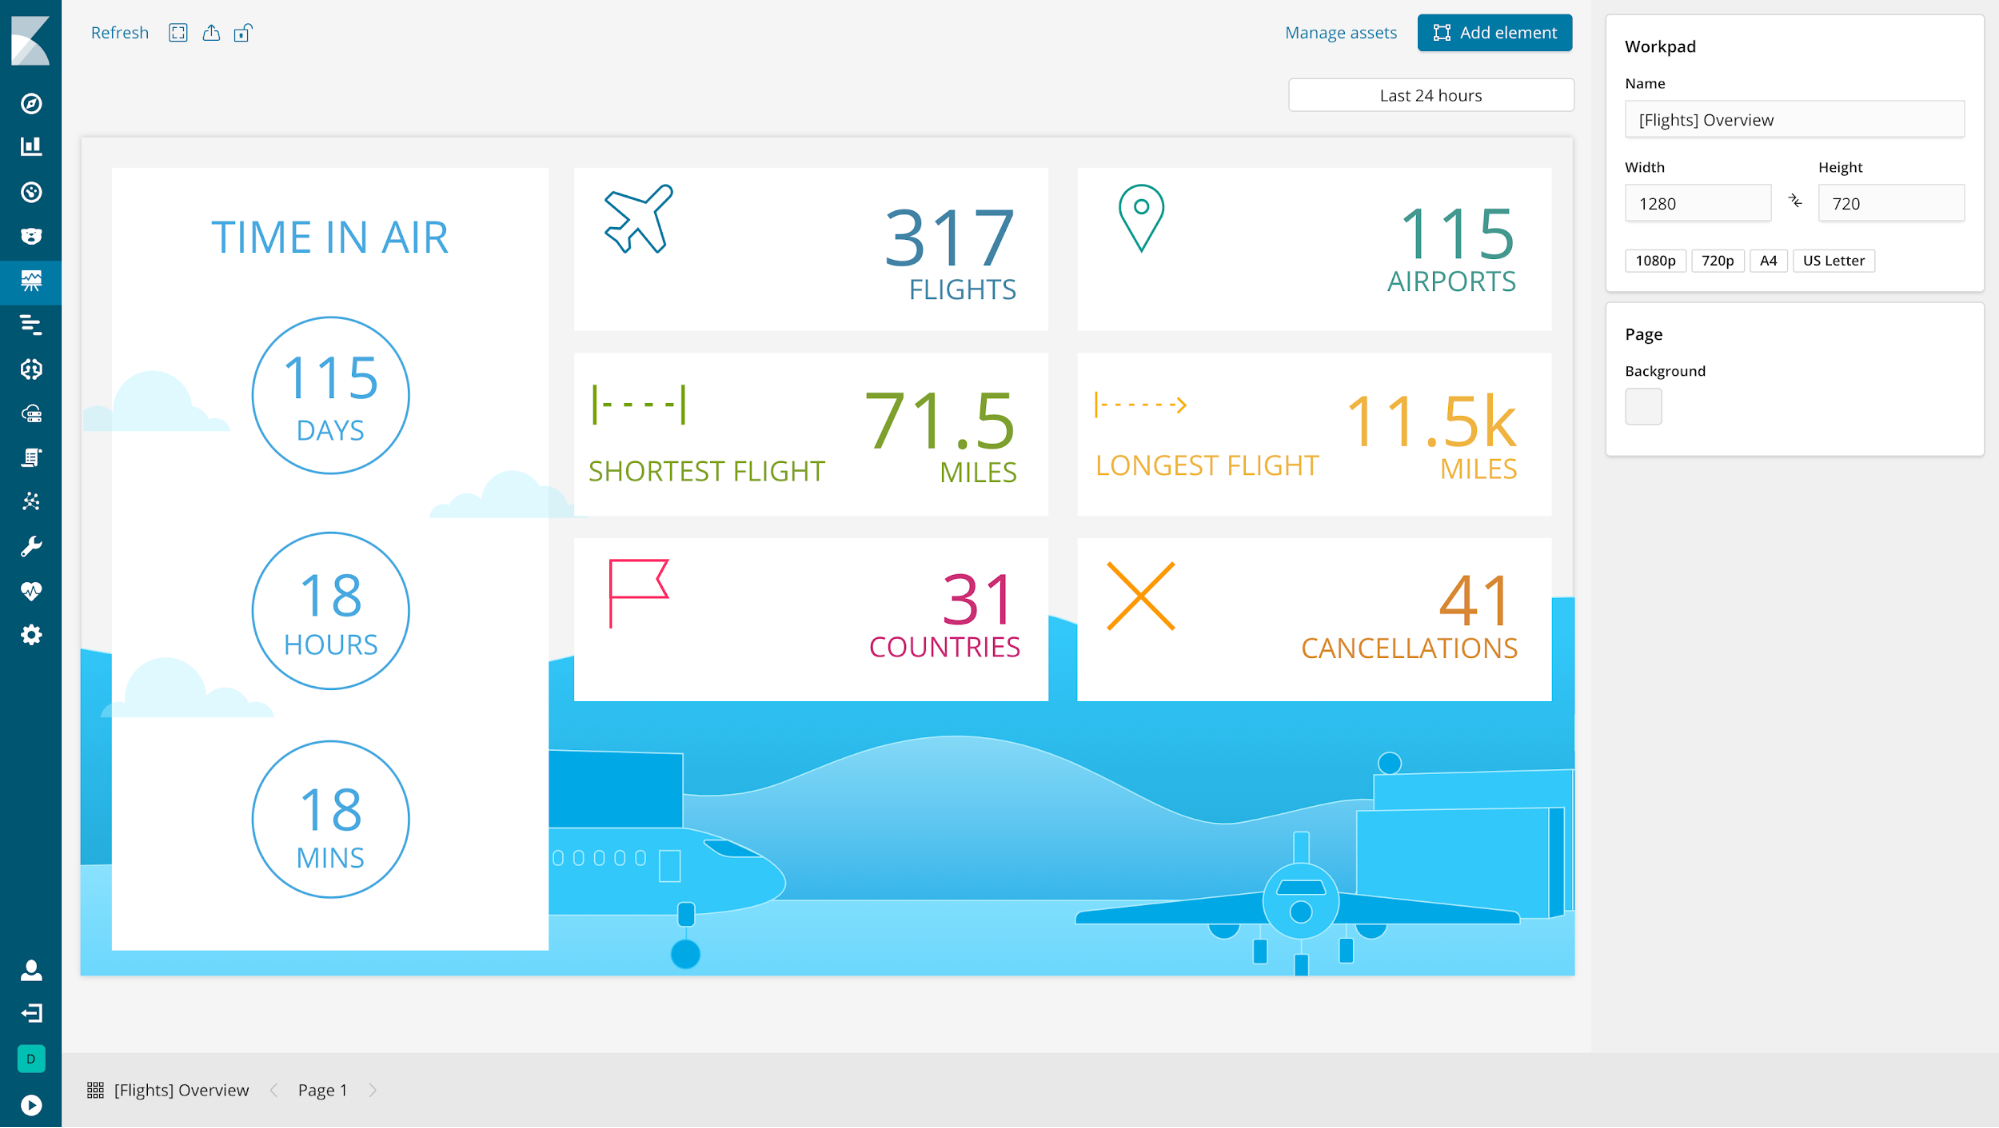 Refresh
Manage assets
Add element
Last 24 hours
TIME IN AIR
115
DAYS
18
HOURS
18
MINS
317
FLIGHTS
115
AIRPORTS
SHORTEST FLIGHT
71.5
MILES
LONGEST FLIGHT
11.5k
MILES
31
COUNTRIES
41
CANCELLATIONS
Workpad
Name
[Flights] Overview
Width
Height
1280
720
1080p
720p
A4
US Letter
Page
Background
D
[Flights] Overview
Page 1